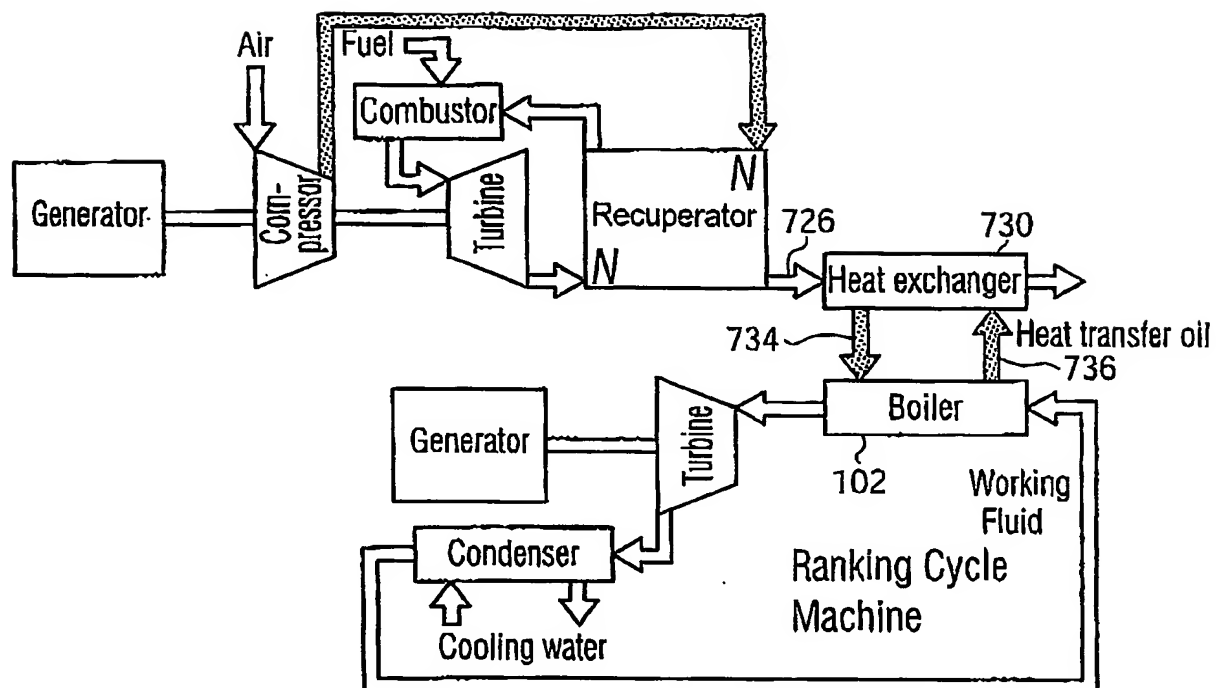 Air
Fuel
Combustor
Generator
Com-
pressor
Turbine
N
Recuperator
N
726
730
Heat exchanger
734
Heat transfer oil
736
Boiler
102
Generator
Turbine
Working
Fluid
Condenser
Cooling water
Ranking Cycle
Machine